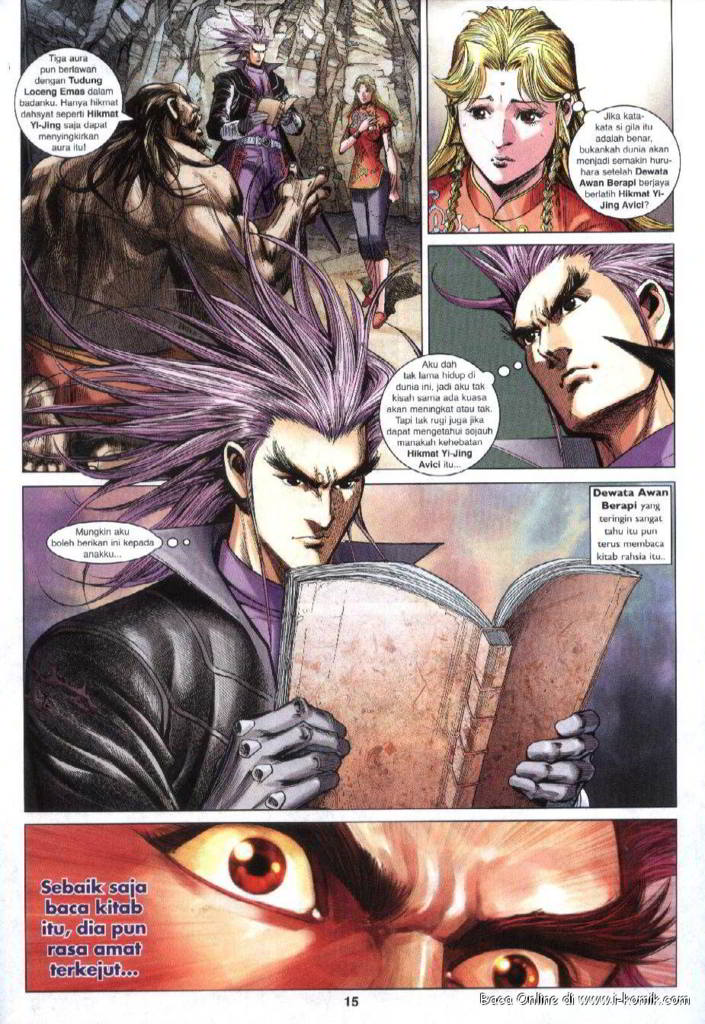 Tiga aura
pun berlawan
dengan Tudung
Loceng Emas dalam
badanku. Hanya hikmat
dahsyat seperti Hikmat
Yi-Jing saja dapat
menyingkirkan
aura itu!
Jika kata-
kata si gila itu
adalah benar,
bukankah dunia akan
menjadi semakin huru-
hara setelah Dewata
Awan Berapi berjaya
berlatih Hikmat Yi-
Jing Avici?
Aku dah
tak lama hidup di
dunia ini, jadi aku tak
kisah sama ada kuasa
akan meningkat atau tak.
Tapi tak rugi juga jika
dapat mengetahui sejauh
manakah kehebatan
Hikmat Yi-Jing
Avici itu...
Mungkin aku
boleh berikan ini kepada
anakku...
Dewata Awan
Berapi yang
teringin sangat
tahu itu pun
terus membaca
kitab rahsia itu..
Sebaik saja
baca kitab
itu, dia pun
rasa amat
terkejut...
15
Baca Online di www.i-komik.com